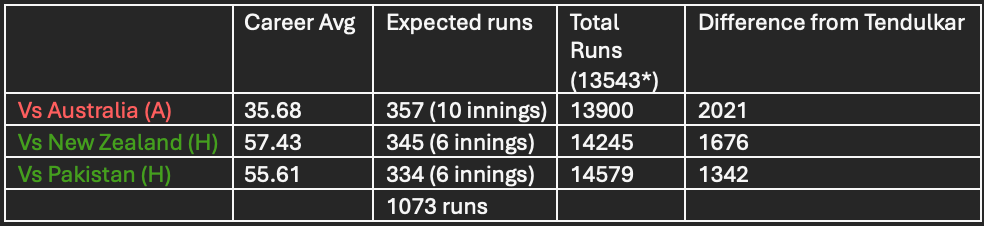 Career Avg Expected runs Total Runs (13543*) Difference from Tendulkar
Vs Australia (A) 35.68 357 (10 innings) 13900 2021
Vs New Zealand (H) 57.43 345 (6 innings) 14245 1676
Vs Pakistan (H) 55.61 334 (6 innings) 14579 1342
1073 runs